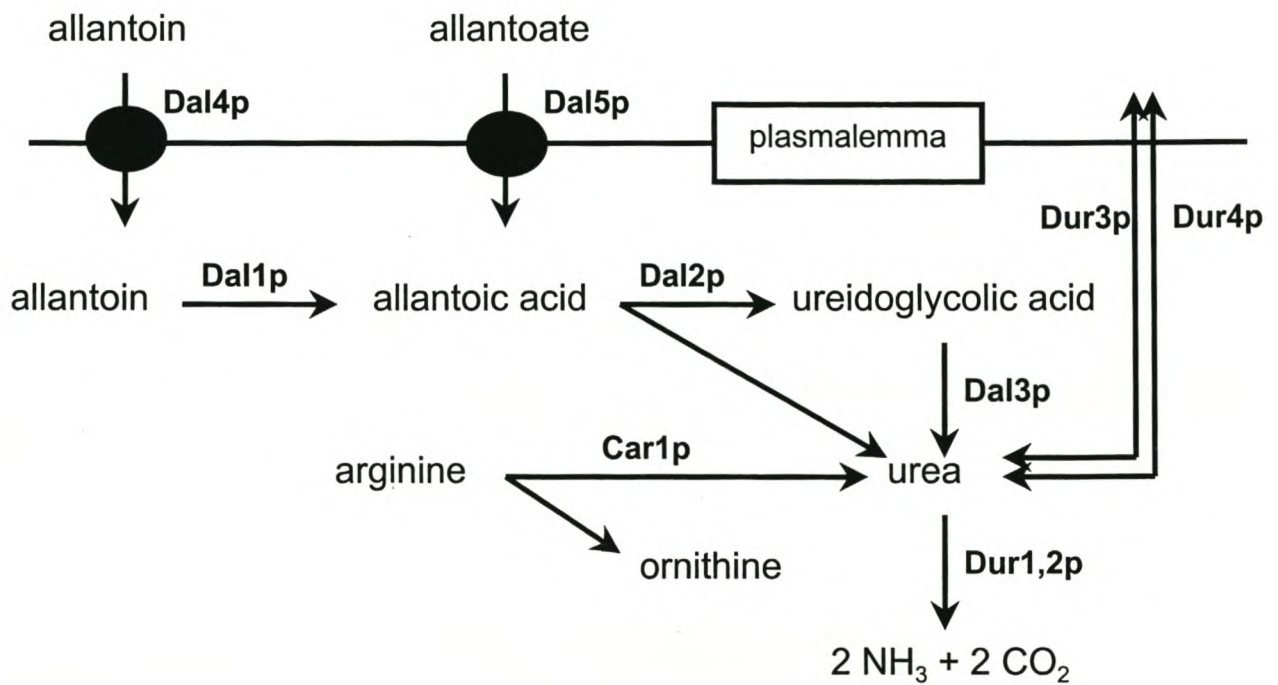 allantoin allantoate
Dal4p Dal5p
plasmalemma
Dur3p Dur4p
Dal1p Dal2p
allantoin allantoic acid ureidoglycolic acid
Dal3p
Car1p
arginine urea
ornithine Dur1,2p
2 NH₃ + 2 CO₂